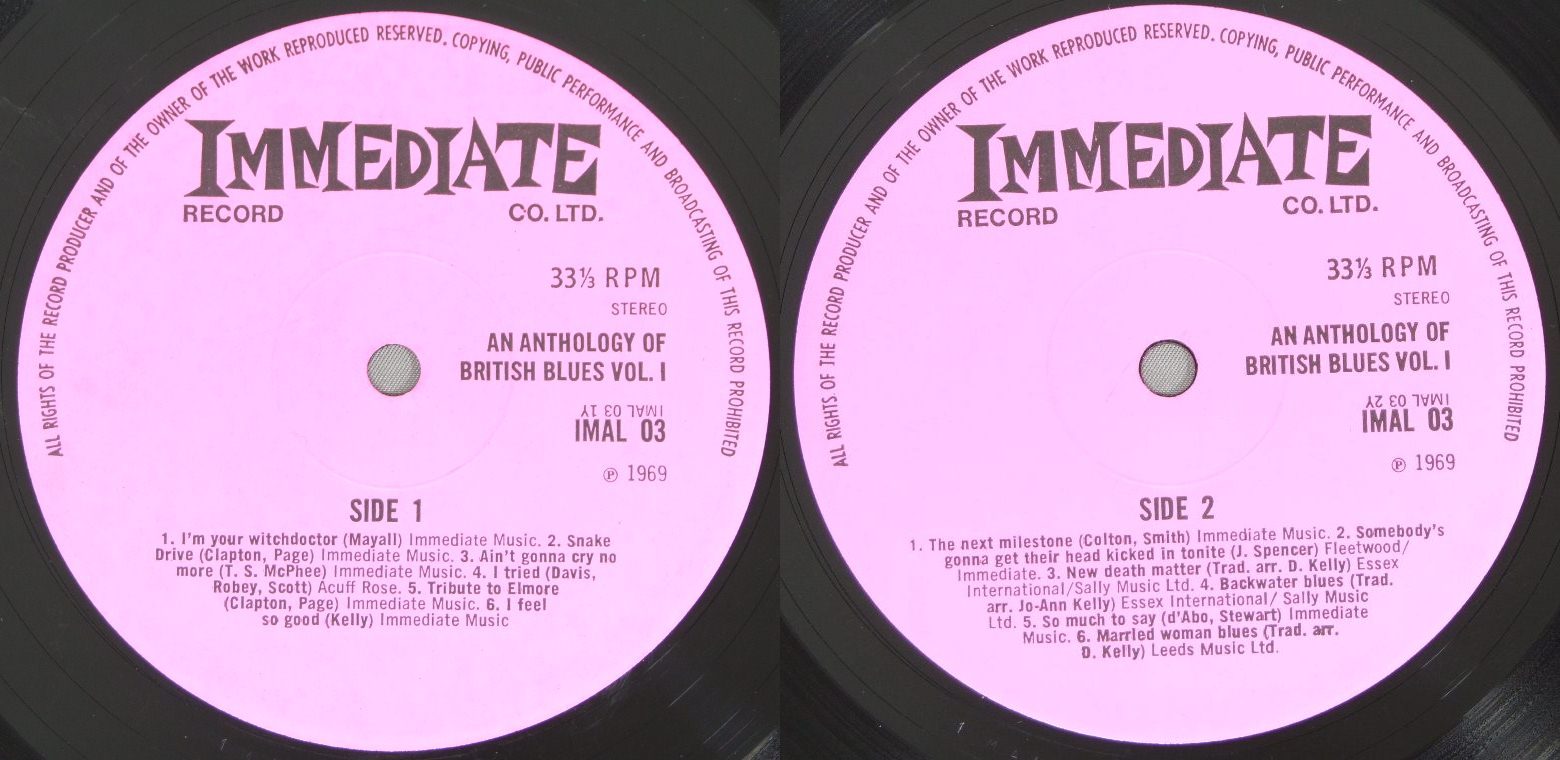 ALL RIGHTS OF THE RECORD PRODUCER AND OF THE OWNER OF THE WORK REPRODUCED RESERVED. COPYING, PUBLIC PERFORMANCE AND BROADCASTING OF THIS RECORD PROHIBITED
IMMEDIATE
RECORD CO. LTD.
33⅓ RPM
STEREO
AN ANTHOLOGY OF
BRITISH BLUES VOL. I
IMAL 03 1Y
IMAL 03
℗ 1969
SIDE 1
1. I'm your witchdoctor (Mayall) Immediate Music. 2. Snake
Drive (Clapton, Page) Immediate Music. 3. Ain't gonna cry no
more (T. S. McPhee) Immediate Music. 4. I tried (Davis,
Robey, Scott) Acuff Rose. 5. Tribute to Elmore
(Clapton, Page) Immediate Music. 6. I feel
so good (Kelly) Immediate Music
ALL RIGHTS OF THE RECORD PRODUCER AND OF THE OWNER OF THE WORK REPRODUCED RESERVED. COPYING, PUBLIC PERFORMANCE AND BROADCASTING OF THIS RECORD PROHIBITED
IMMEDIATE
RECORD CO. LTD.
33⅓ RPM
STEREO
AN ANTHOLOGY OF
BRITISH BLUES VOL. I
IMAL 03 2Y
IMAL 03
℗ 1969
SIDE 2
1. The next milestone (Colton, Smith) Immediate Music. 2. Somebody's
gonna get their head kicked in tonite (J. Spencer) Fleetwood/
Immediate. 3. New death matter (Trad. arr. D. Kelly) Essex
International/Sally Music Ltd. 4. Backwater blues (Trad.
arr. Jo-Ann Kelly) Essex International/ Sally Music
Ltd. 5. So much to say (d'Abo, Stewart) Immediate
Music. 6. Married woman blues (Trad. arr.
D. Kelly) Leeds Music Ltd.